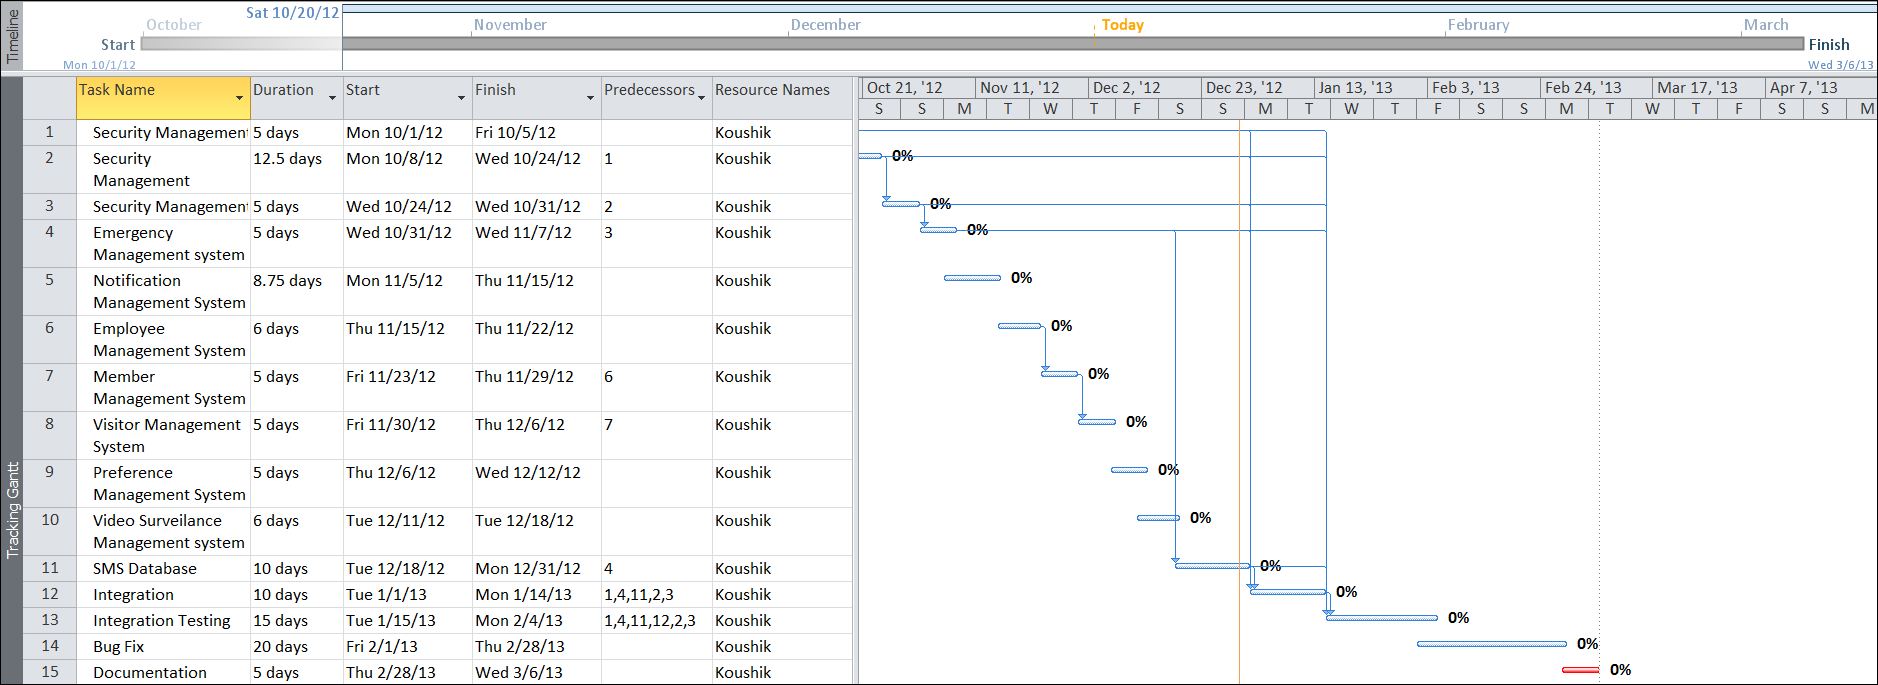 Timeline
Sat 10/20/12
October
November
December
Today
February
March
Start
Mon 10/1/12
Finish
Wed 3/6/13
Tracking Gantt
Task Name Duration Start Finish Predecessors Resource Names
Oct 21, '12 Nov 11, '12 Dec 2, '12 Dec 23, '12 Jan 13, '13 Feb 3, '13 Feb 24, '13 Mar 17, '13 Apr 7, '13
S S M T W T F S S M T W T F S S M T W T F S S M
1 Security Management 5 days Mon 10/1/12 Fri 10/5/12 Koushik
2 Security 12.5 days Mon 10/8/12 Wed 10/24/12 1 Koushik 0%
Management
3 Security Management 5 days Wed 10/24/12 Wed 10/31/12 2 Koushik 0%
4 Emergency 5 days Wed 10/31/12 Wed 11/7/12 3 Koushik 0%
Management system
5 Notification 8.75 days Mon 11/5/12 Thu 11/15/12 Koushik 0%
Management System
6 Employee 6 days Thu 11/15/12 Thu 11/22/12 Koushik 0%
Management System
7 Member 5 days Fri 11/23/12 Thu 11/29/12 6 Koushik 0%
Management System
8 Visitor Management 5 days Fri 11/30/12 Thu 12/6/12 7 Koushik 0%
System
9 Preference 5 days Thu 12/6/12 Wed 12/12/12 Koushik 0%
Management System
10 Video Surveilance 6 days Tue 12/11/12 Tue 12/18/12 Koushik 0%
Management system
11 SMS Database 10 days Tue 12/18/12 Mon 12/31/12 4 Koushik 0%
12 Integration 10 days Tue 1/1/13 Mon 1/14/13 1,4,11,2,3 Koushik 0%
13 Integration Testing 15 days Tue 1/15/13 Mon 2/4/13 1,4,11,12,2,3 Koushik 0%
14 Bug Fix 20 days Fri 2/1/13 Thu 2/28/13 Koushik 0%
15 Documentation 5 days Thu 2/28/13 Wed 3/6/13 Koushik 0%